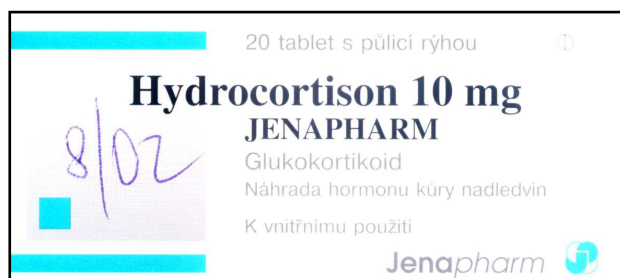 20 tablet s půlicí rýhou
Hydrocortison 10 mg
JENAPHARM
8/02
Glukokortikoid
Náhrada hormonu kůry nadledvin
K vnitřnímu použití
Jenapharm